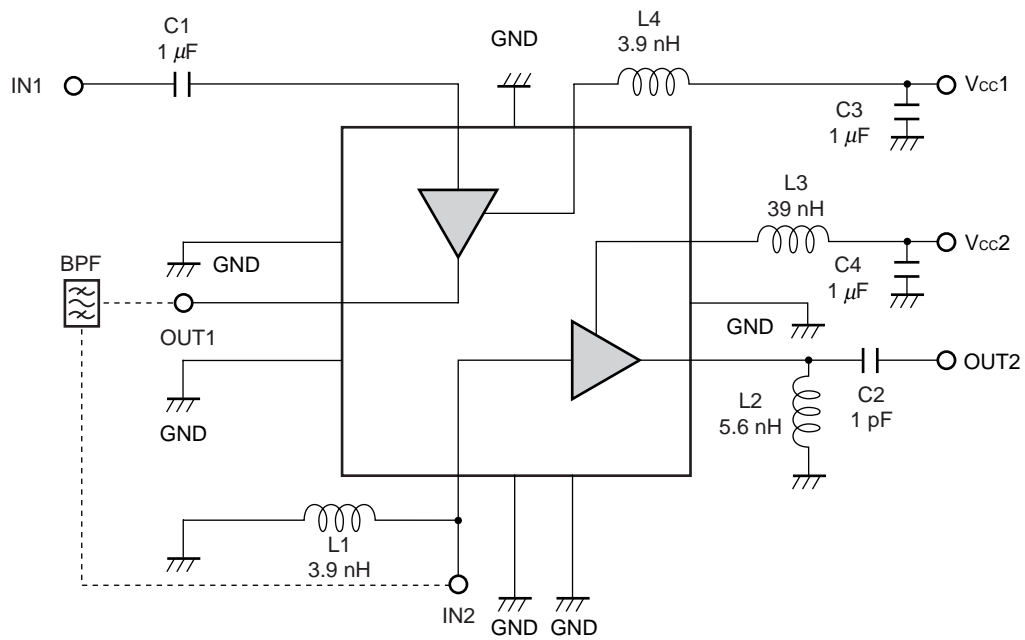 C1
1 μF
IN1
GND
L4
3.9 nH
Vcc1
C3
1 μF
L3
39 nH
Vcc2
C4
1 μF
GND
BPF
GND
OUT1
GND
OUT2
C2
1 pF
L2
5.6 nH
L1
3.9 nH
IN2
GND
GND